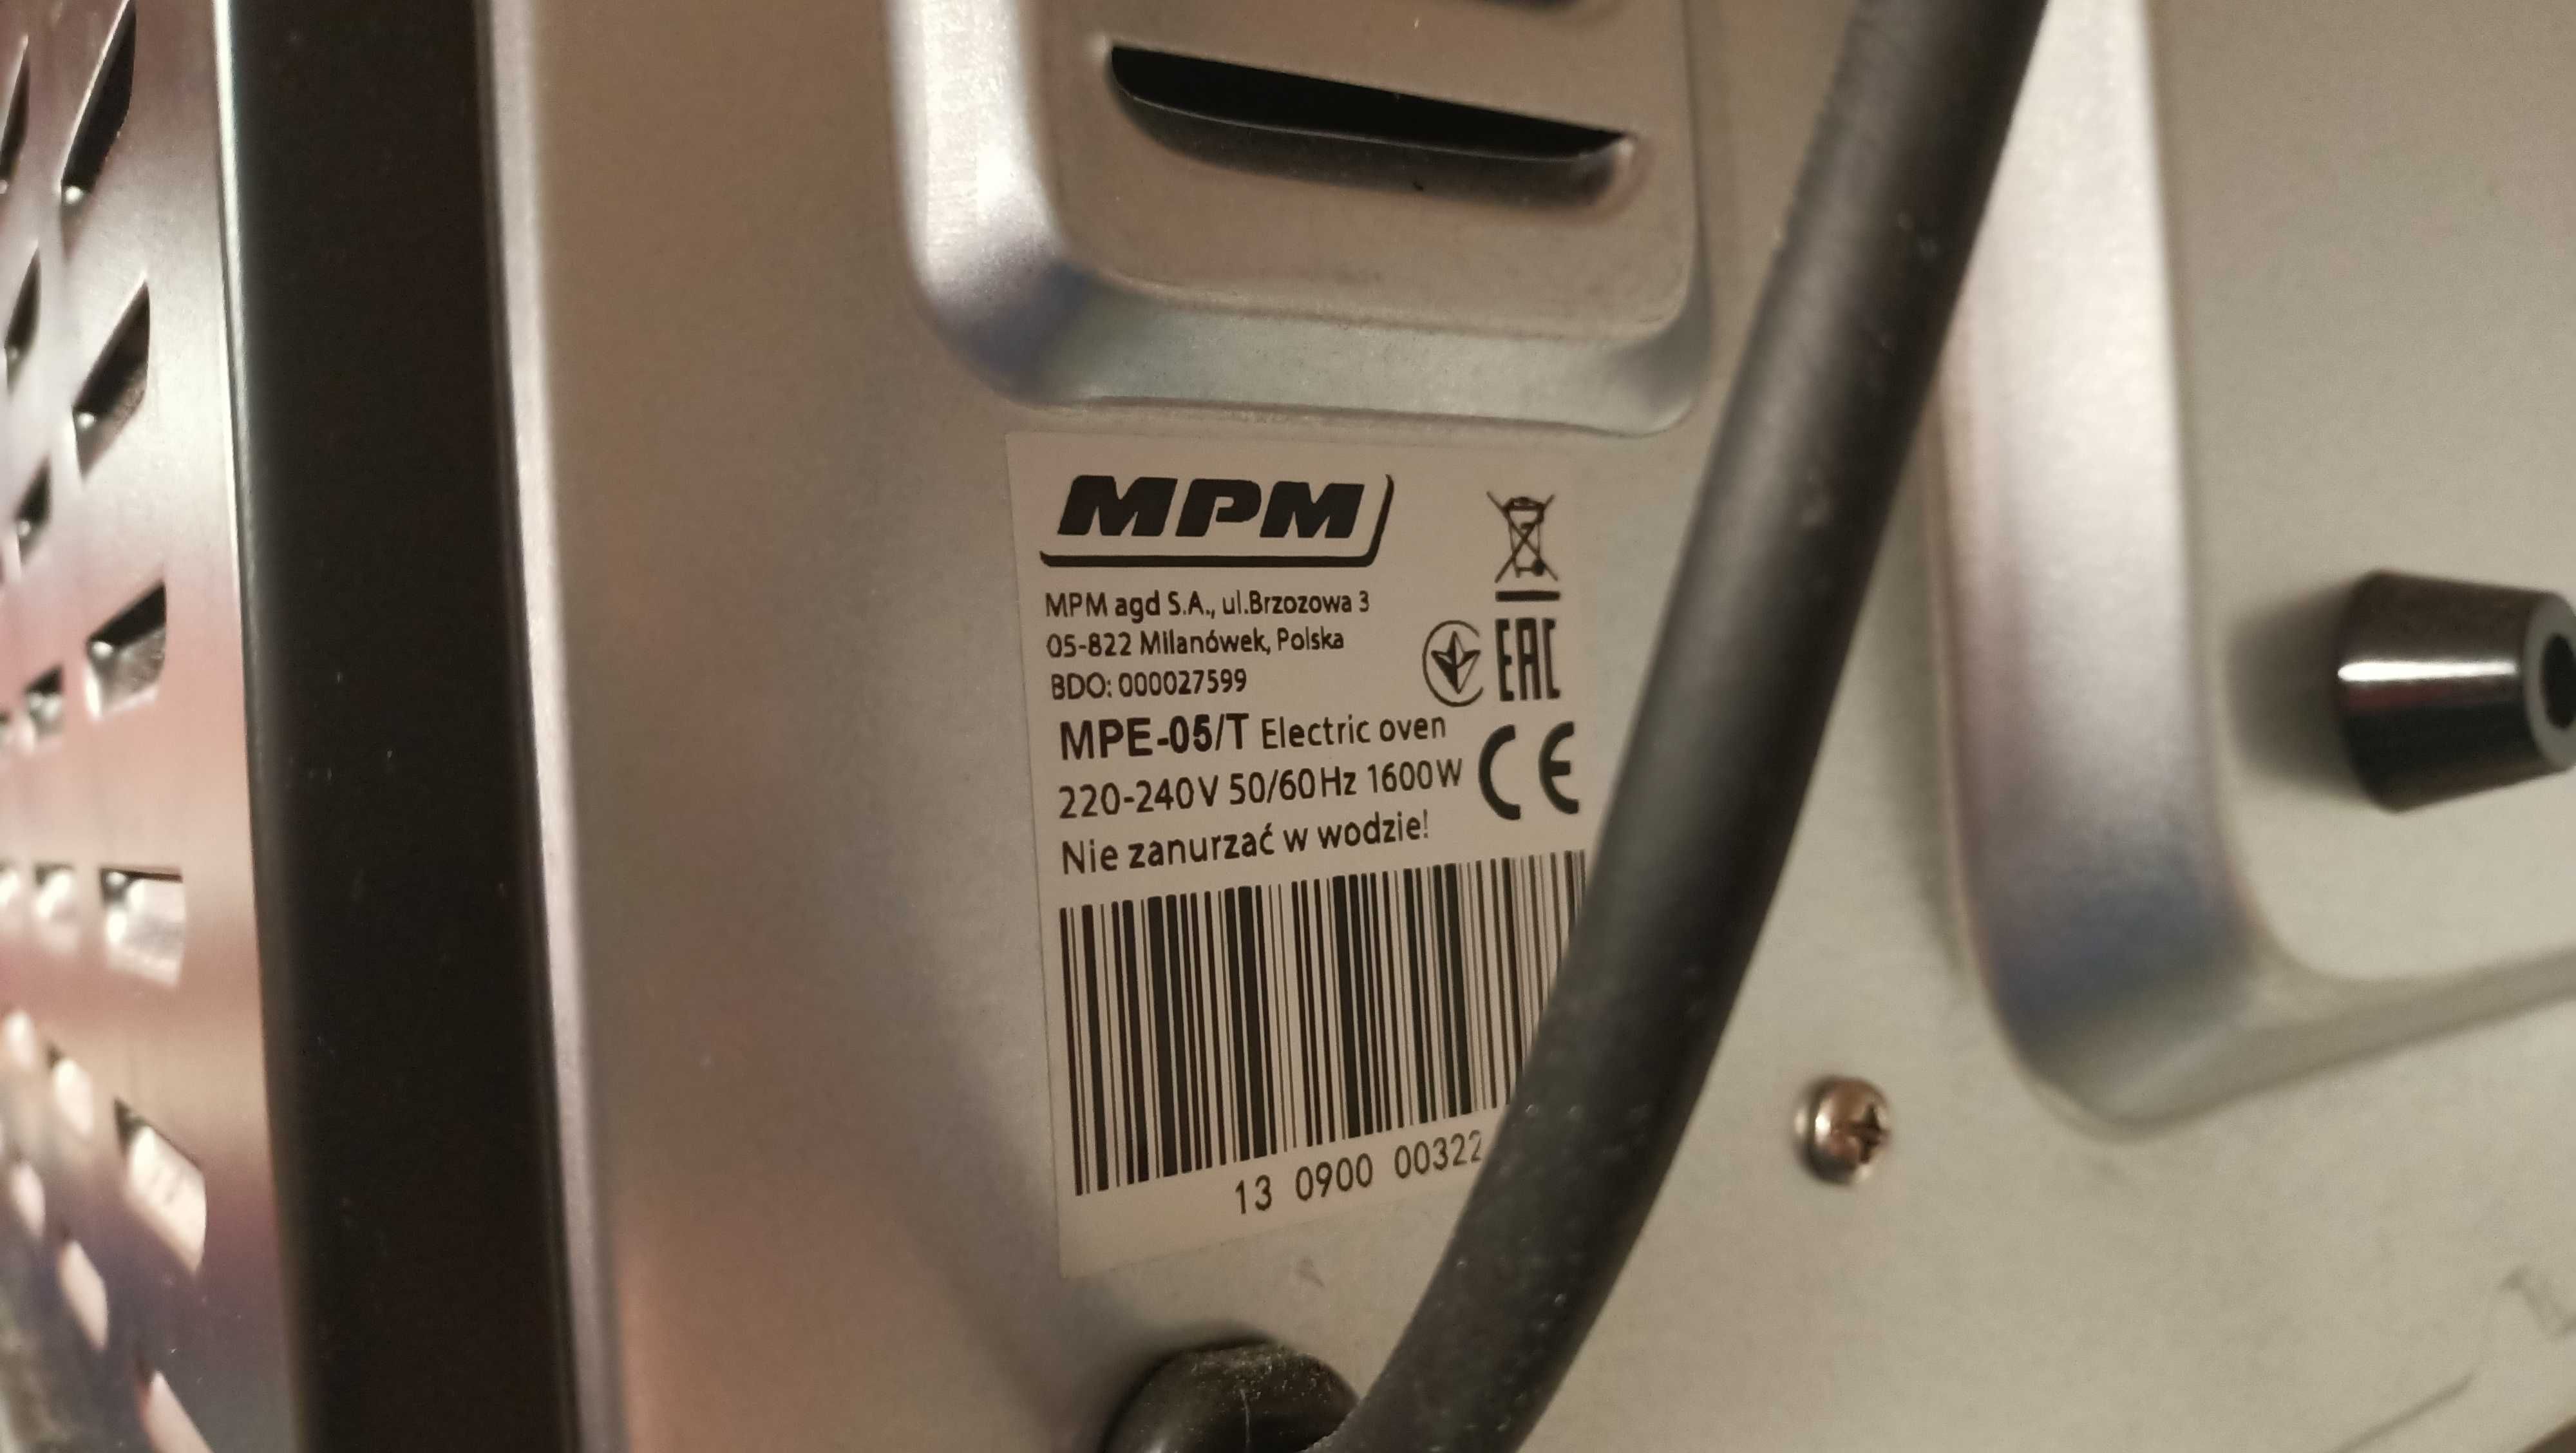 MPM
MPM agd S.A., ul.Brzozowa 3
05-822 Milanówek, Polska
BDO: 000027599
EAC
MPE-05/T Electric oven
220-240V 50/60Hz 1600W
CE
Nie zanurzać w wodzie!
13 0900 00322